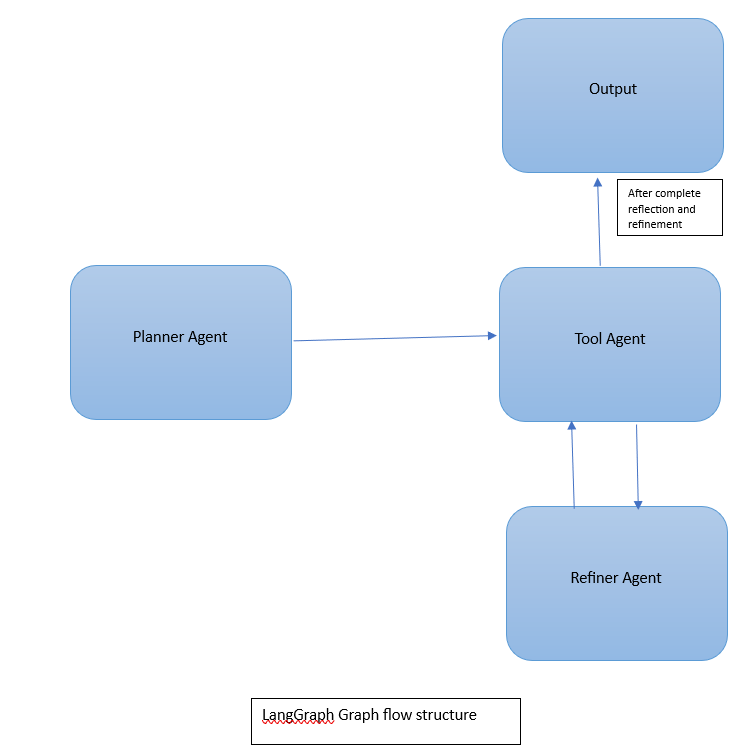 Output
After complete
reflection and
refinement
Planner Agent
Tool Agent
Refiner Agent
LangGraph Graph flow structure